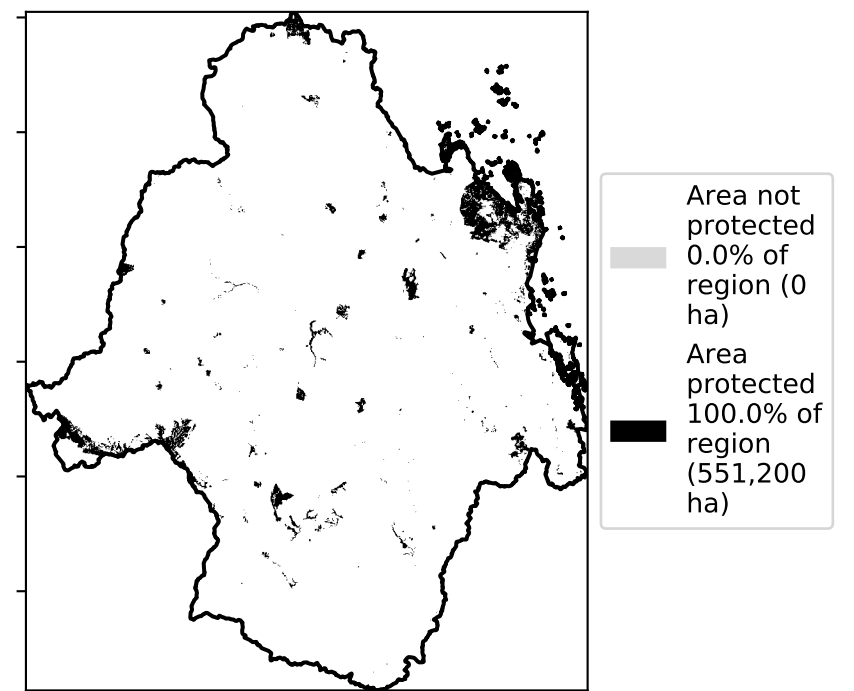 Area not
protected
0.0% of
region (0
ha)
Area
protected
100.0% of
region
(551,200
ha)